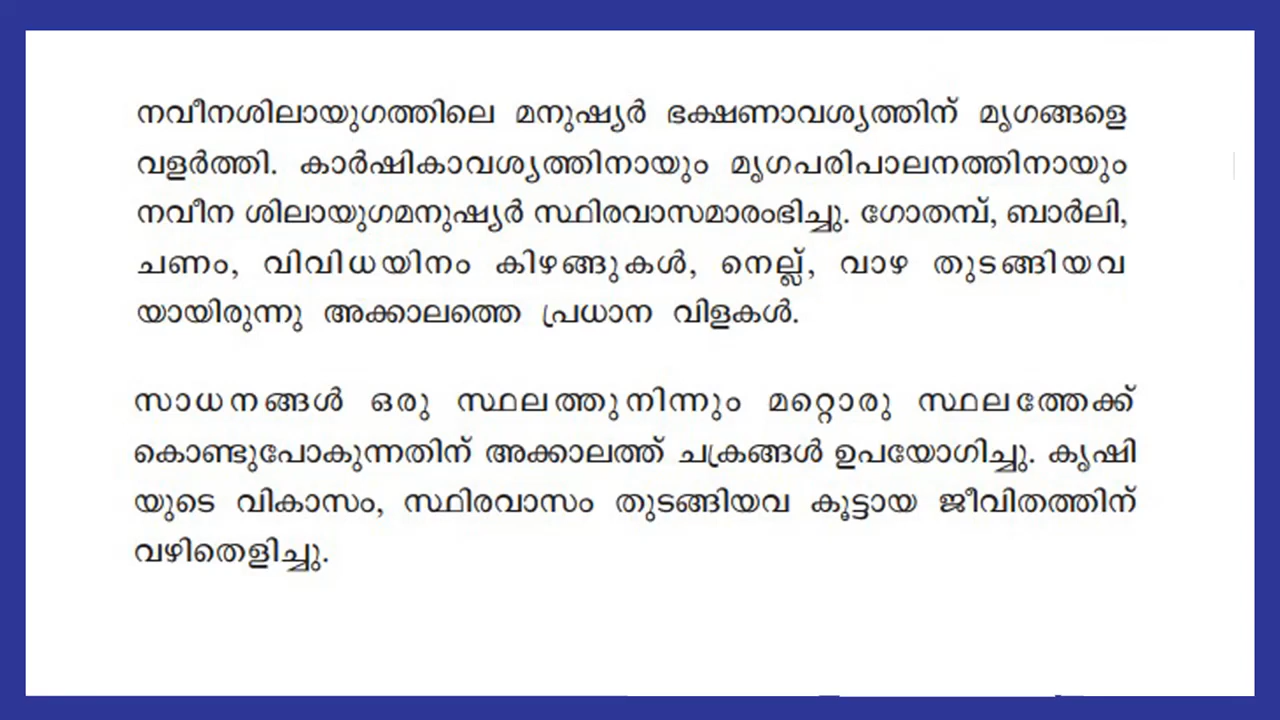 നവീനശിലായുഗത്തിലെ മനുഷ്യർ ഭക്ഷണാവശ്യത്തിന് മൃഗങ്ങളെ
വളർത്തി. കാർഷികാവശ്യത്തിനായും മൃഗപരിപാലനത്തിനായും
നവീന ശിലായുഗമനുഷ്യർ സ്ഥിരവാസമാരംഭിച്ചു. ഗോതമ്പ്, ബാർലി,
ചണം, വിവിധയിനം കിഴങ്ങുകൾ, നെല്ല്, വാഴ തുടങ്ങിയവ
യായിരുന്നു അക്കാലത്തെ പ്രധാന വിളകൾ.
സാധനങ്ങൾ ഒരു സ്ഥലത്തുനിന്നും മറ്റൊരു സ്ഥലത്തേക്ക്
കൊണ്ടുപോകുന്നതിന് അക്കാലത്ത് ചക്രങ്ങൾ ഉപയോഗിച്ചു. കൃഷി
യുടെ വികാസം, സ്ഥിരവാസം തുടങ്ങിയവ കൂട്ടായ ജീവിതത്തിന്
വഴിതെളിച്ചു.